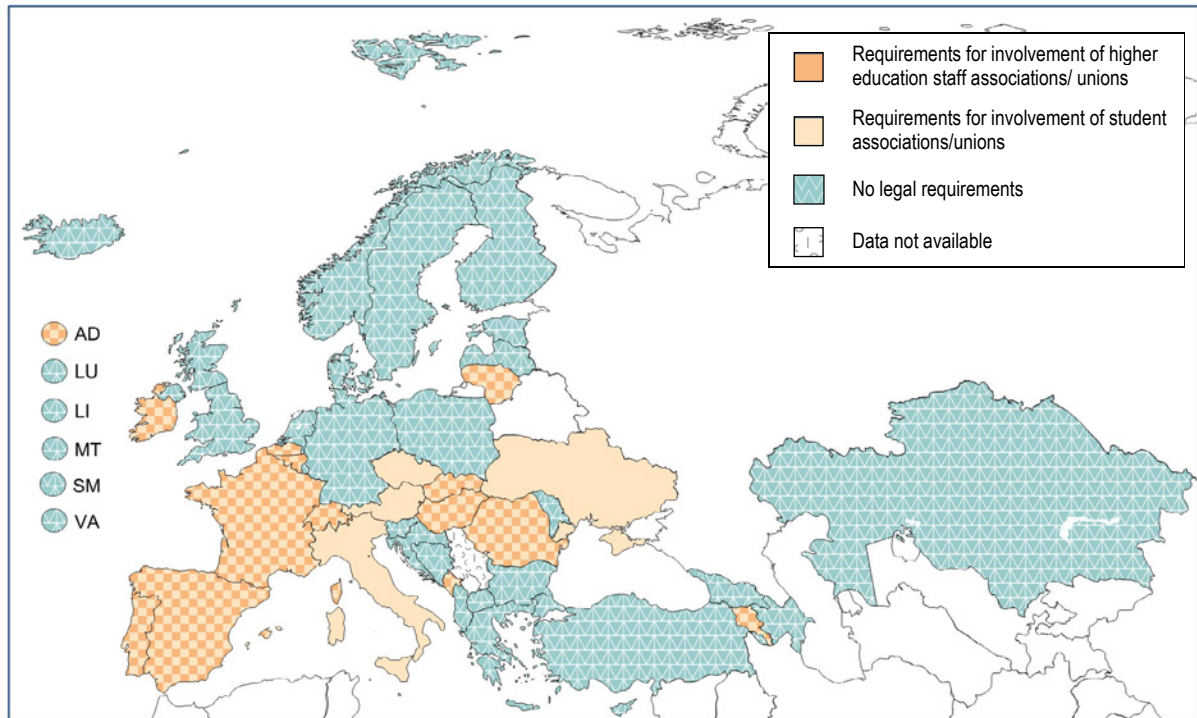 Requirements for involvement of higher
education staff associations/ unions
Requirements for involvement of student
associations/unions
No legal requirements
Data not available
AD
LU
LI
MT
SM
VA